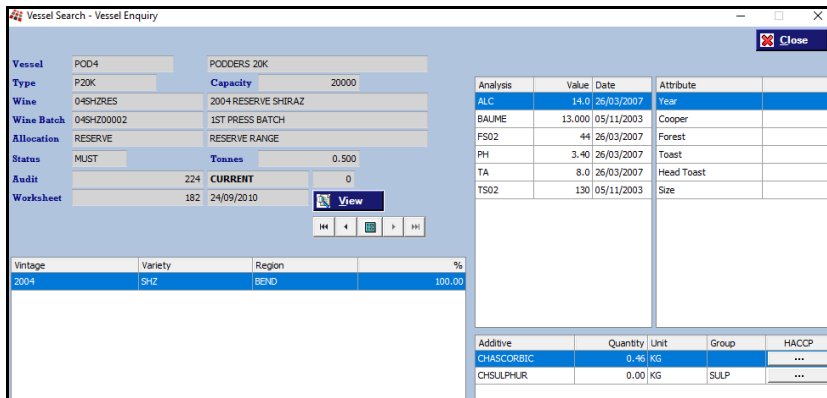 Vessel Search - Vessel Enquiry
Close
Vessel POD4 PODDERS 20K
Type P20K Capacity 20000
Wine 04SHZRES 2004 RESERVE SHIRAZ
Wine Batch 04SHZ00002 1ST PRESS BATCH
Allocation RESERVE RESERVE RANGE
Status MUST Tonnes 0.500
Audit 224 CURRENT 0
Worksheet 182 24/09/2010 View
Vintage Variety Region %
2004 SHZ BEND 100.00
Analysis Value Date
ALC 14.0 26/03/2007
BAUME 13.000 05/11/2003
FS02 44 26/03/2007
PH 3.40 26/03/2007
TA 8.0 26/03/2007
TS02 130 05/11/2003
Attribute
Year
Cooper
Forest
Toast
Head Toast
Size
Additive Quantity Unit Group HACCP
CHASCORBIC 0.46 KG ...
CHSULPHUR 0.00 KG SULP ...